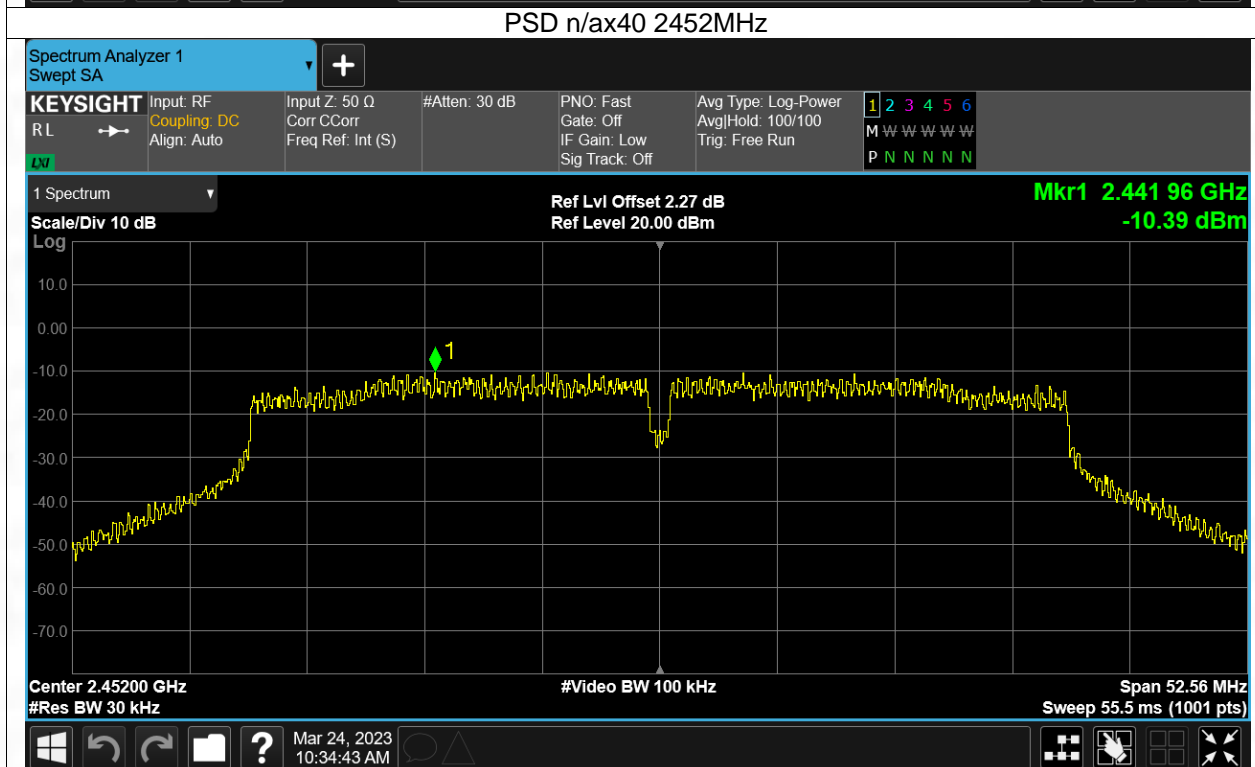 PSD n/ax40 2452MHz
Spectrum Analyzer 1
Swept SA
KEYSIGHT
RL
LXI
Input: RF
Coupling: DC
Align: Auto
Input Z: 50 Ω
Corr CCorr
Freq Ref: Int (S)
#Atten: 30 dB
PNO: Fast
Gate: Off
IF Gain: Low
Sig Track: Off
Avg Type: Log-Power
Avg|Hold: 100/100
Trig: Free Run
1 2 3 4 5 6
M W W W W W
P N N N N N
1 Spectrum
Scale/Div 10 dB
Log
Ref Lvl Offset 2.27 dB
Ref Level 20.00 dBm
Mkr1 2.441 96 GHz
-10.39 dBm
10.0
0.00
-10.0
-20.0
-30.0
-40.0
-50.0
-60.0
-70.0
1
Center 2.45200 GHz
#Res BW 30 kHz
#Video BW 100 kHz
Span 52.56 MHz
Sweep 55.5 ms (1001 pts)
?
Mar 24, 2023
10:34:43 AM